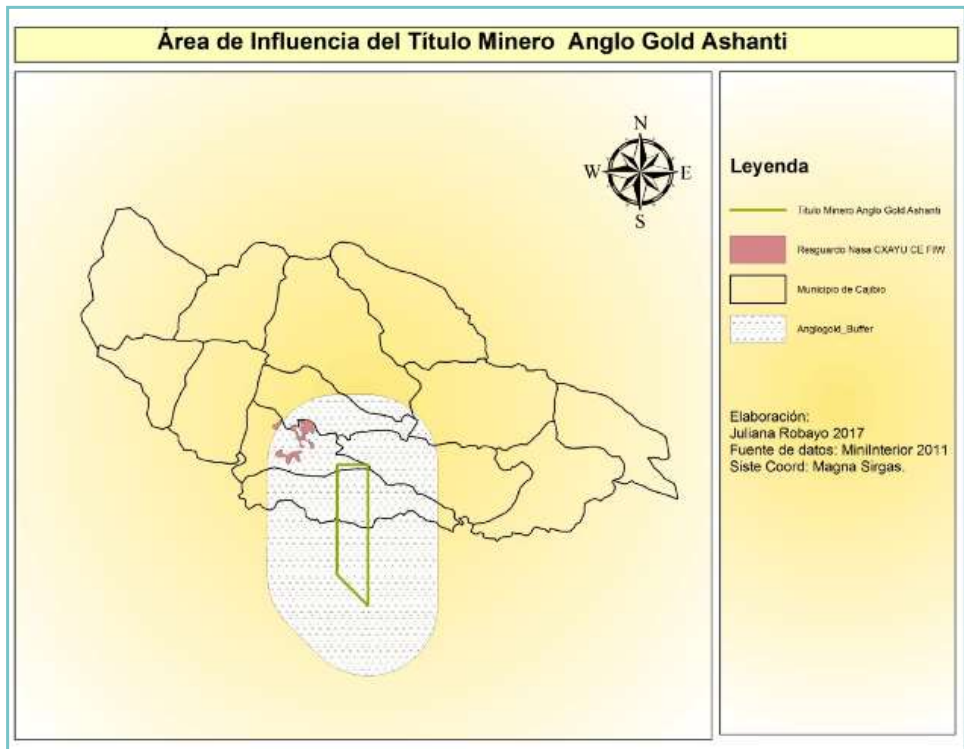 Área de Influencia del Título Minero Anglo Gold Ashanti
N
W
E
S
Leyenda
Titulo Minero Anglo Gold Ashanti
Resguardo Nasa CXAYU CE FIW
Municipio de Cajibio
Anglogold_Buffer
Elaboración:
Juliana Robayo 2017
Fuente de datos: MiniInterior 2011
Siste Coord: Magna Sirgas.